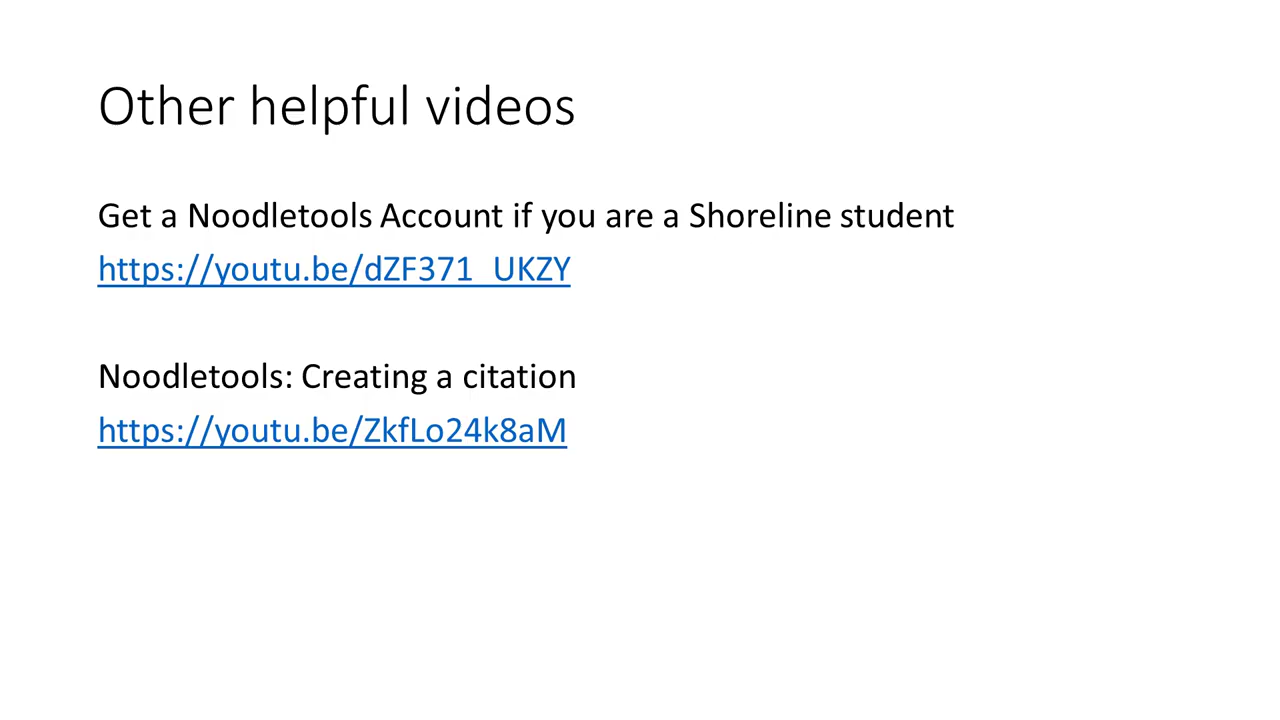 Other helpful videos
Get a Noodletools Account if you are a Shoreline student
https://youtu.be/dZF371_UKZY
Noodletools: Creating a citation
https://youtu.be/ZkfLo24k8aM